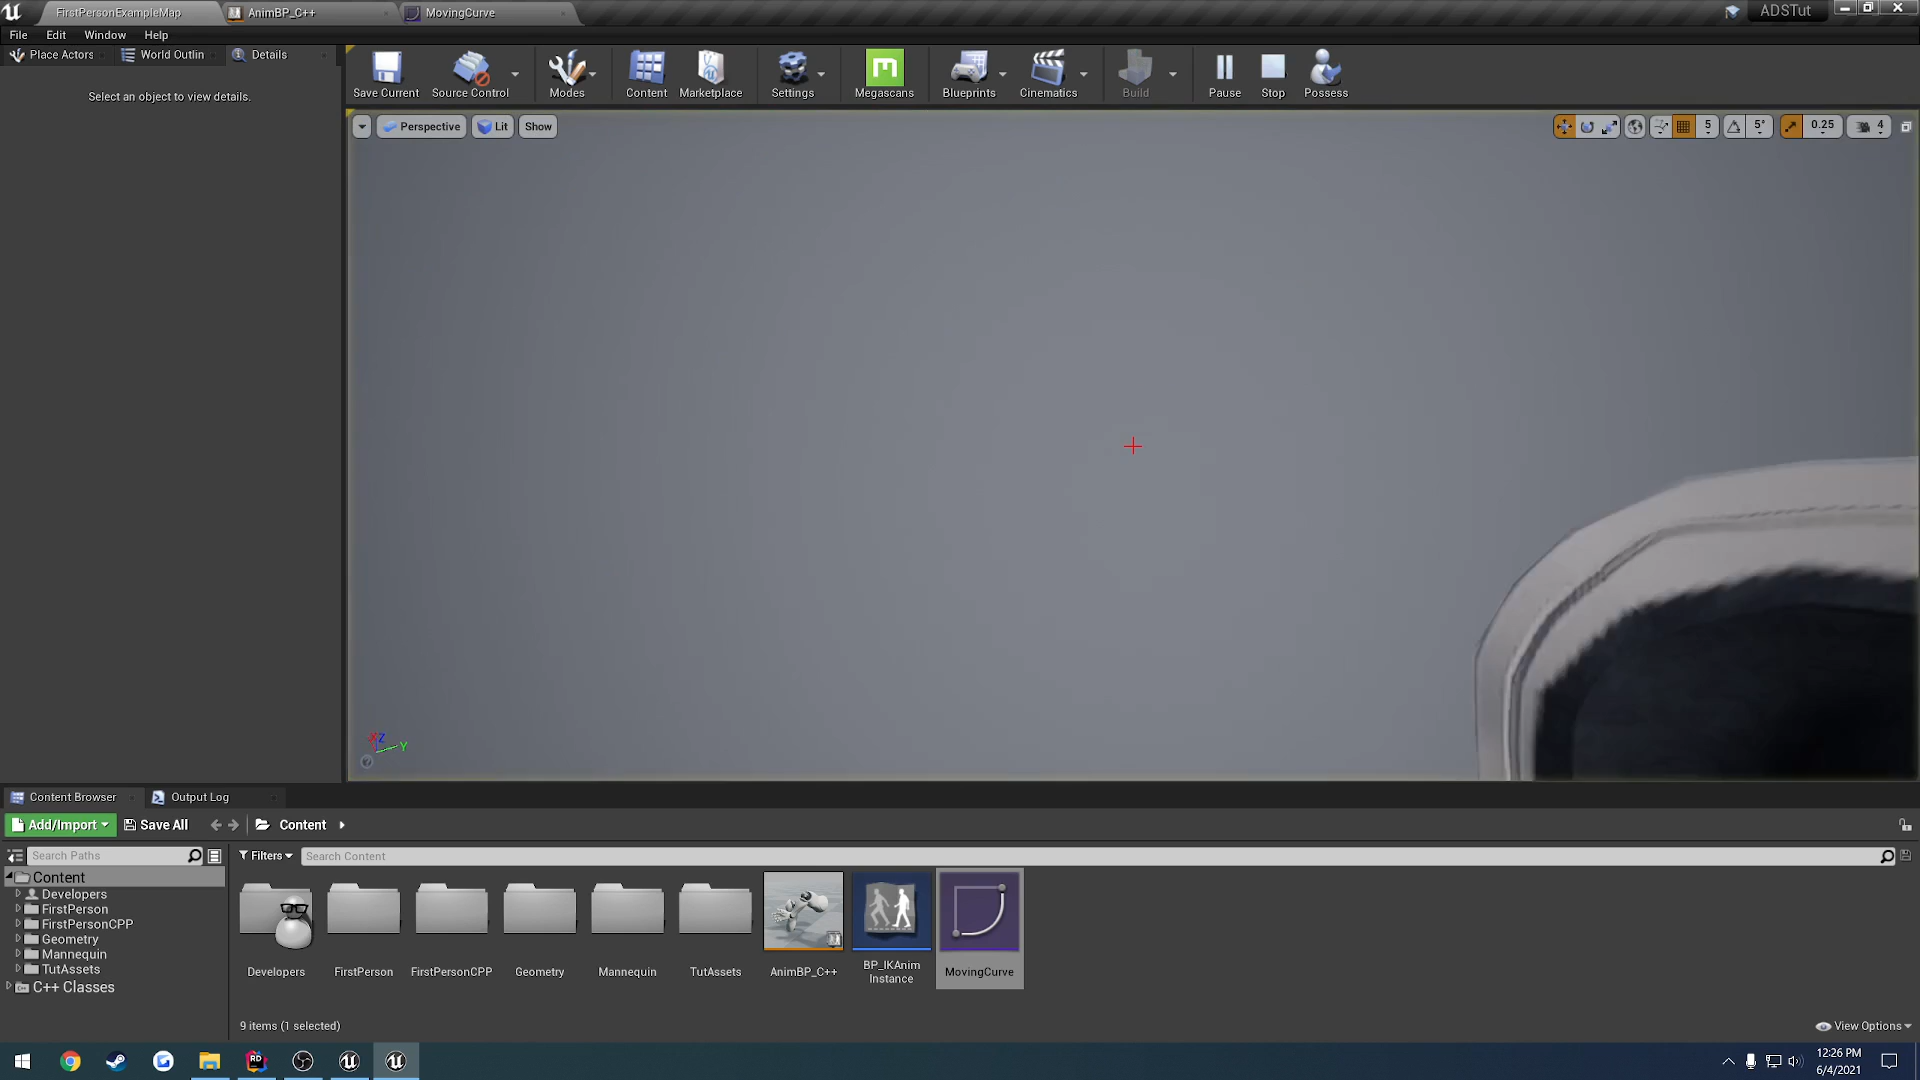 FirstPersonExampleMap
AnimBP_C++
MovingCurve
ADSTut
File Edit Window Help
Place Actors
World Outlin
Details
Select an object to view details.
Save Current
Source Control
Modes
Content
Marketplace
Settings
Megascans
Blueprints
Cinematics
Build
Pause
Stop
Possess
Perspective
Lit
Show
5
5°
0.25
4
X
Z
Y
Content Browser
Output Log
Add/Import
Save All
Content
Search Paths
Filters
Search Content
Content
Developers
FirstPerson
FirstPersonCPP
Geometry
Mannequin
TutAssets
C++ Classes
Developers
FirstPerson
FirstPersonCPP
Geometry
Mannequin
TutAssets
AnimBP_C++
BP_IKAnim
Instance
MovingCurve
9 items (1 selected)
View Options
12:26 PM
6/4/2021